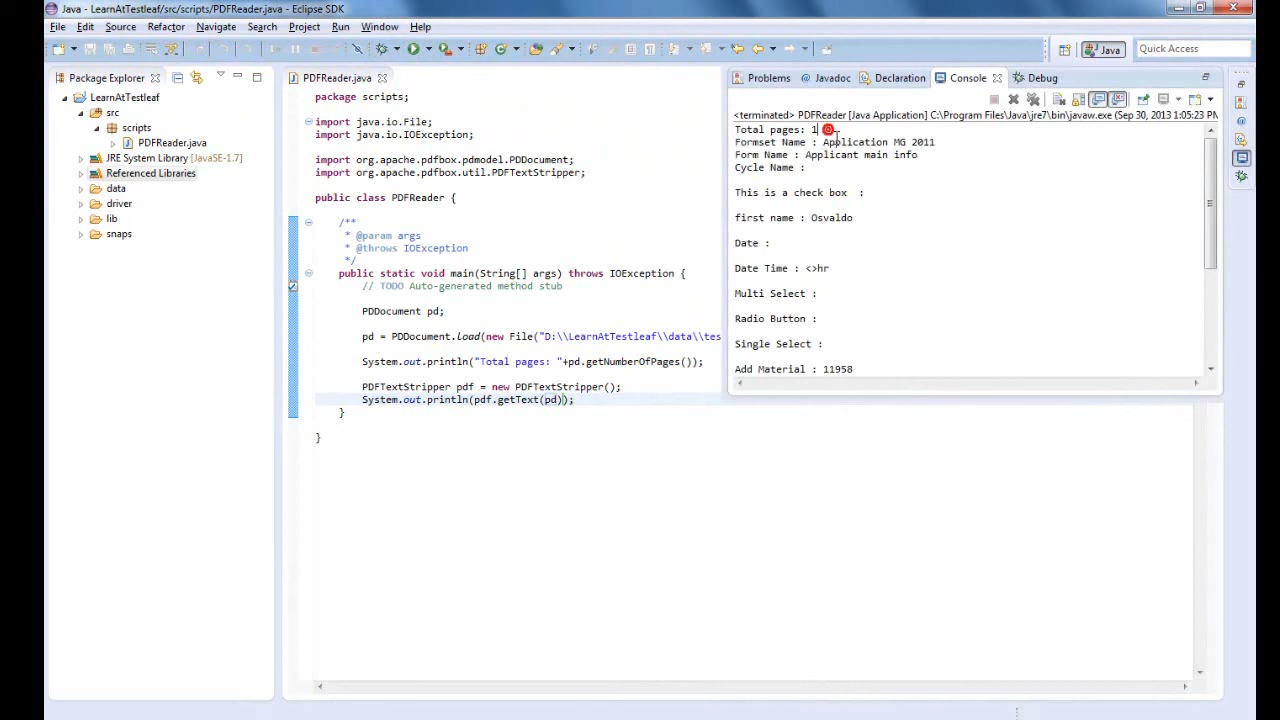 Java - LearnAtTestleaf/src/scripts/PDFReader.java - Eclipse SDK
File Edit Source Refactor Navigate Search Project Run Window Help
Java Quick Access
Package Explorer
LearnAtTestleaf
src
scripts
PDFReader.java
JRE System Library [JavaSE-1.7]
Referenced Libraries
data
driver
lib
snaps
PDFReader.java
package scripts;
import java.io.File;
import java.io.IOException;
import org.apache.pdfbox.pdmodel.PDDocument;
import org.apache.pdfbox.util.PDFTextStripper;
public class PDFReader {
/**
* @param args
* @throws IOException
*/
public static void main(String[] args) throws IOException {
// TODO Auto-generated method stub
PDDocument pd;
pd = PDDocument.load(new File("D:\\LearnAtTestleaf\\data\\tes
System.out.println("Total pages: "+pd.getNumberOfPages());
PDFTextStripper pdf = new PDFTextStripper();
System.out.println(pdf.getText(pd));
}
}
Problems @ Javadoc Declaration Console Debug
<terminated> PDFReader [Java Application] C:\Program Files\Java\jre7\bin\javaw.exe (Sep 30, 2013 1:05:23 PM
Total pages: 1
Formset Name : Application MG 2011
Form Name : Applicant main info
Cycle Name :
This is a check box :
first name : Osvaldo
Date :
Date Time : <>hr
Multi Select :
Radio Button :
Single Select :
Add Material : 11958